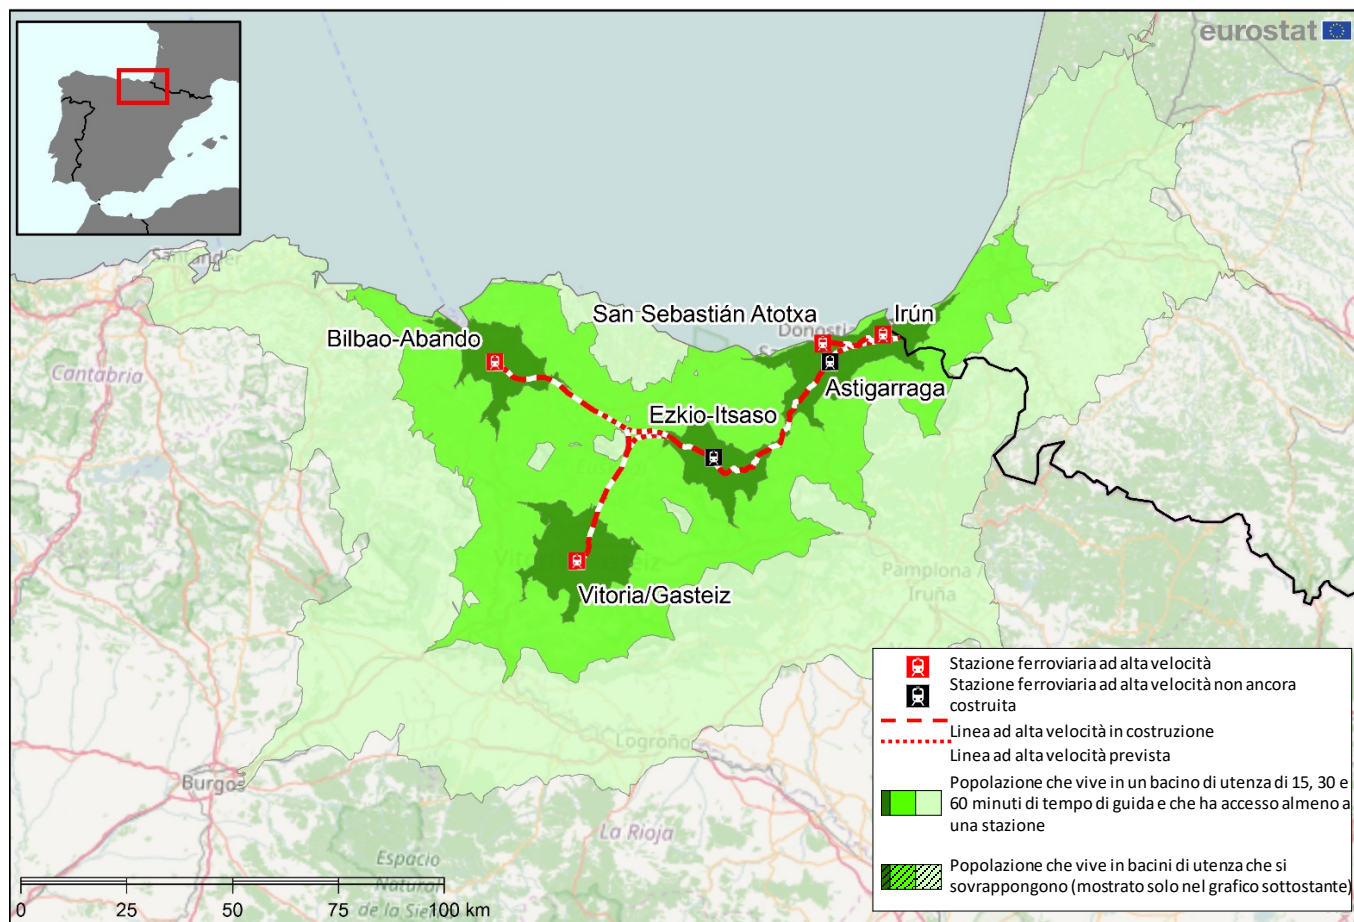 eurostat
Santander
San Sebastián Atotxa
Irún
Donostia
Bilbao-Abando
Cantabria
Astigarraga
Ezkio-Itsaso
Vitoria/Gasteiz
Pamplona /
Iruña
Logroño
Burgos
La Rioja
Espacio
Natural
de la Sie
0 25 50 75 100 km
Stazione ferroviaria ad alta velocità
Stazione ferroviaria ad alta velocità non ancora
costruita
Linea ad alta velocità in costruzione
Linea ad alta velocità prevista
Popolazione che vive in un bacino di utenza di 15, 30 e
60 minuti di tempo di guida e che ha accesso almeno a
una stazione
Popolazione che vive in bacini di utenza che si
sovrappongono (mostrato solo nel grafico sottostante)